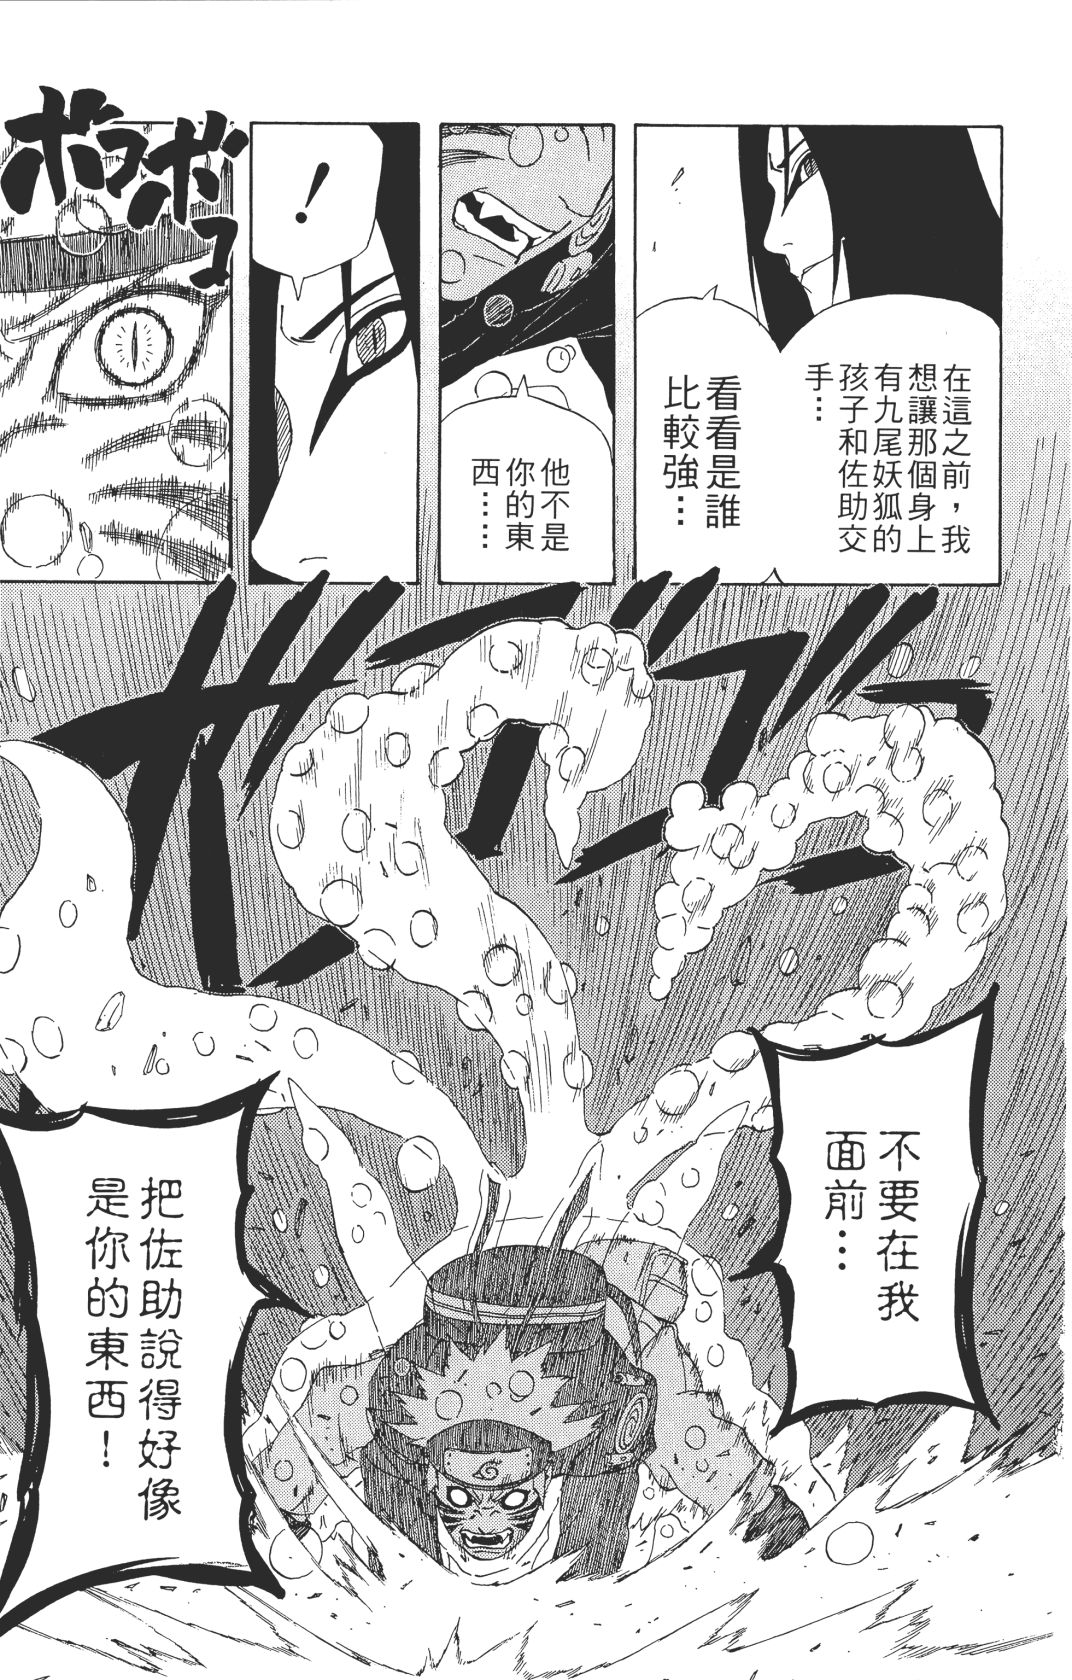 在這之前，我
想讓那個身上
有九尾妖狐的
孩子和佐助交
手…
看看是誰
比較強…
他不是
你的東
西……
！
ボコボコ
ザブブー
不要在我
面前…
把佐助說得好像
是你的東西！